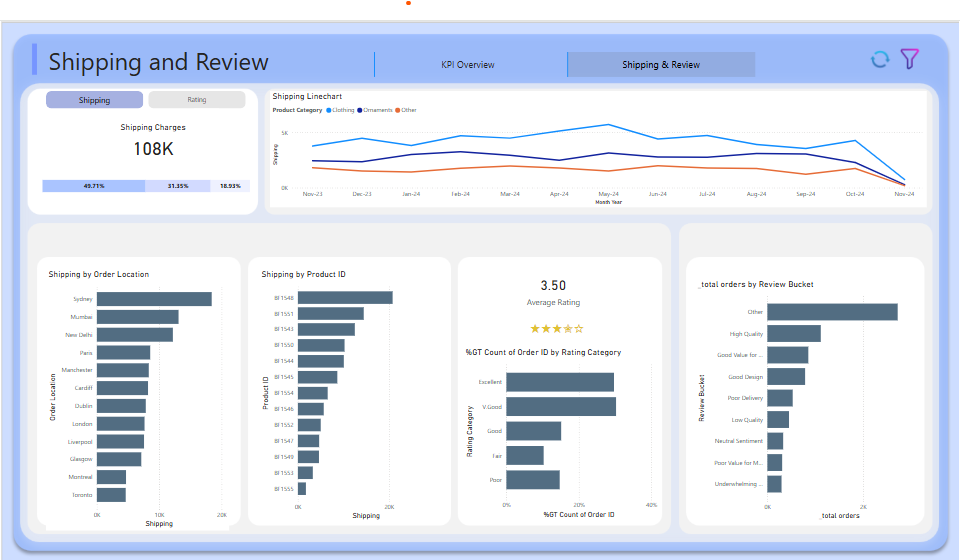 Shipping and Review
KPI Overview
Shipping & Review
Shipping
Rating
Shipping Charges
108K
49.71%
31.35%
18.93%
Shipping Linechart
Product Category Clothing Ornaments Other
Shipping
5K
0K
Nov-23 Dec-23 Jan-24 Feb-24 Mar-24 Apr-24 May-24 Jun-24 Jul-24 Aug-24 Sep-24 Oct-24 Nov-24
Month Year
Shipping by Order Location
Order Location
Sydney
Mumbai
New Delhi
Paris
Manchester
Cardiff
Dublin
London
Liverpool
Glasgow
Montreal
Toronto
0K 10K 20K
Shipping
Shipping by Product ID
Product ID
BF1548
BF1551
BF1543
BF1550
BF1544
BF1545
BF1554
BF1546
BF1552
BF1547
BF1549
BF1553
BF1555
0K 20K
Shipping
3.50
Average Rating
%GT Count of Order ID by Rating Category
Rating Category
Excellent
V.Good
Good
Fair
Poor
0% 20% 40%
%GT Count of Order ID
_total orders by Review Bucket
Review Bucket
Other
High Quality
Good Value for ...
Good Design
Poor Delivery
Low Quality
Neutral Sentiment
Poor Value for M...
Underwhelming ...
0K 2K
_total orders